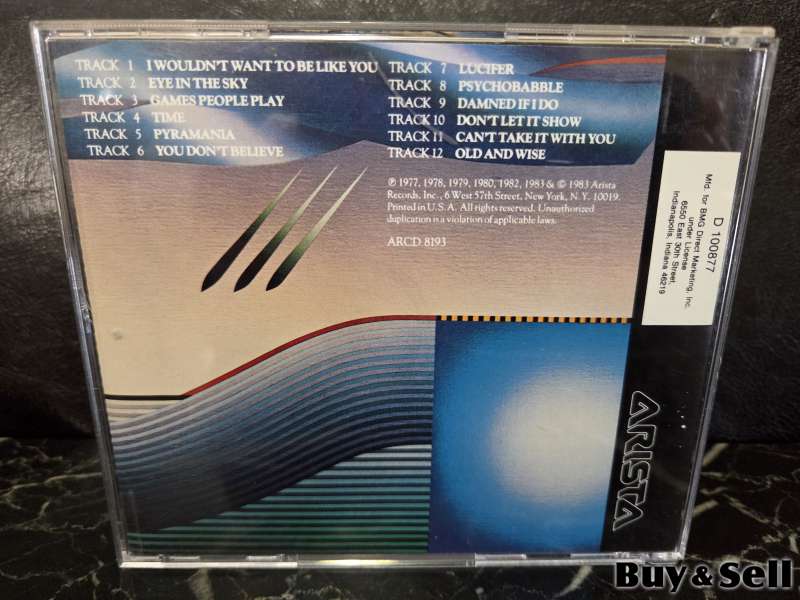 TRACK 1 I WOULDN'T WANT TO BE LIKE YOU
TRACK 2 EYE IN THE SKY
TRACK 3 GAMES PEOPLE PLAY
TRACK 4 TIME
TRACK 5 PYRAMANIA
TRACK 6 YOU DON'T BELIEVE
TRACK 7 LUCIFER
TRACK 8 PSYCHOBABBLE
TRACK 9 DAMNED IF I DO
TRACK 10 DON'T LET IT SHOW
TRACK 11 CAN'T TAKE IT WITH YOU
TRACK 12 OLD AND WISE
℗ 1977, 1978, 1979, 1980, 1982, 1983 & © 1983 Arista
Records, Inc., 6 West 57th Street, New York, N.Y. 10019.
Printed in U.S.A. All rights reserved. Unauthorized
duplication is a violation of applicable laws.
ARCD 8193
D 100877
Mfd. for BMG Direct Marketing, Inc.
under License
6550 East 30th Street
Indianapolis, Indiana 46219
ARISTA
Buy & Sell